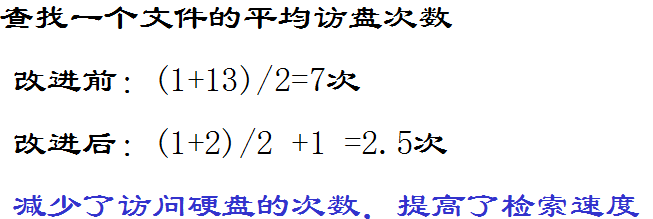 查找一个文件的平均访盘次数
改进前：(1+13)/2=7次
改进后：(1+2)/2 +1 =2.5次
减少了访问硬盘的次数，提高了检索速度